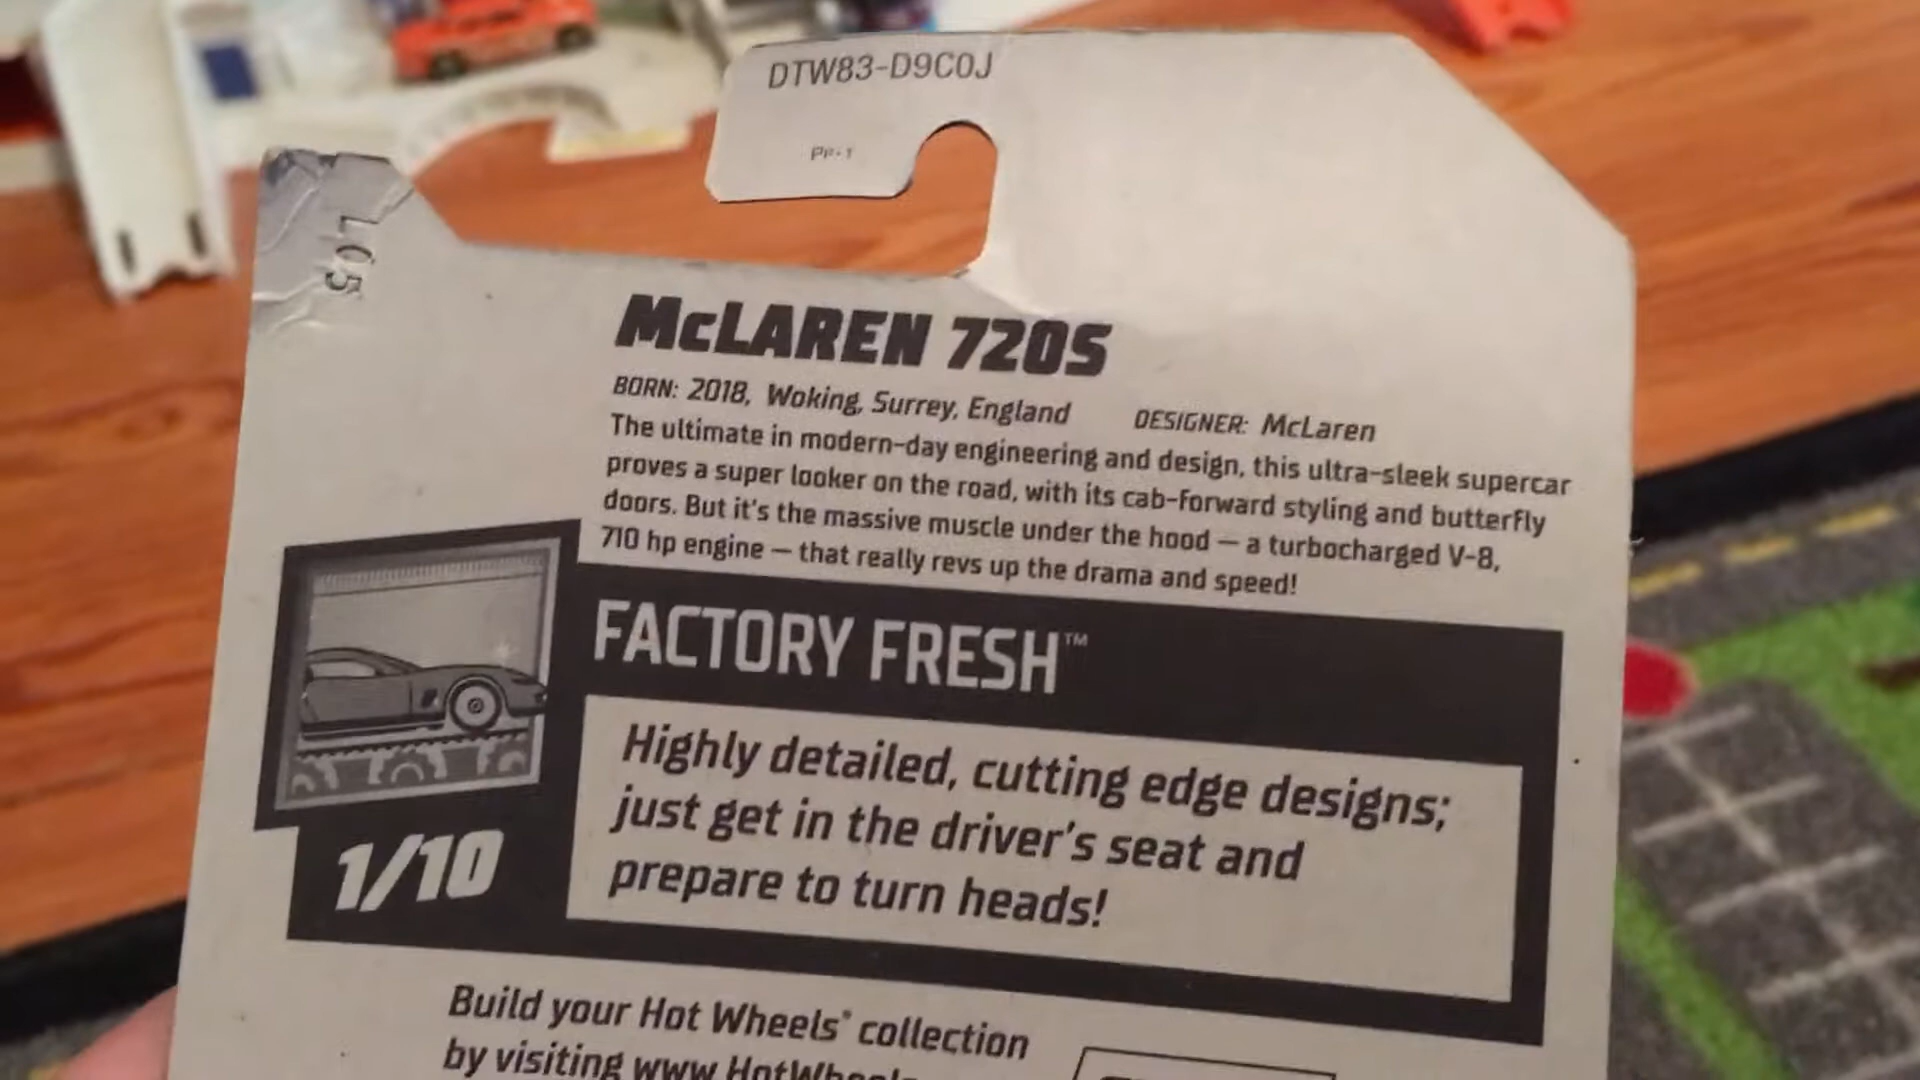 DTW83-D9C0J
PP-1
L05
McLAREN 720S
BORN: 2018, Woking, Surrey, England DESIGNER: McLaren
The ultimate in modern-day engineering and design, this ultra-sleek supercar
proves a super looker on the road, with its cab-forward styling and butterfly
doors. But it's the massive muscle under the hood — a turbocharged V-8,
710 hp engine — that really revs up the drama and speed!
FACTORY FRESH™
Highly detailed, cutting edge designs;
just get in the driver's seat and
prepare to turn heads!
1/10
Build your Hot Wheels® collection
by visiting www.HotWheels.